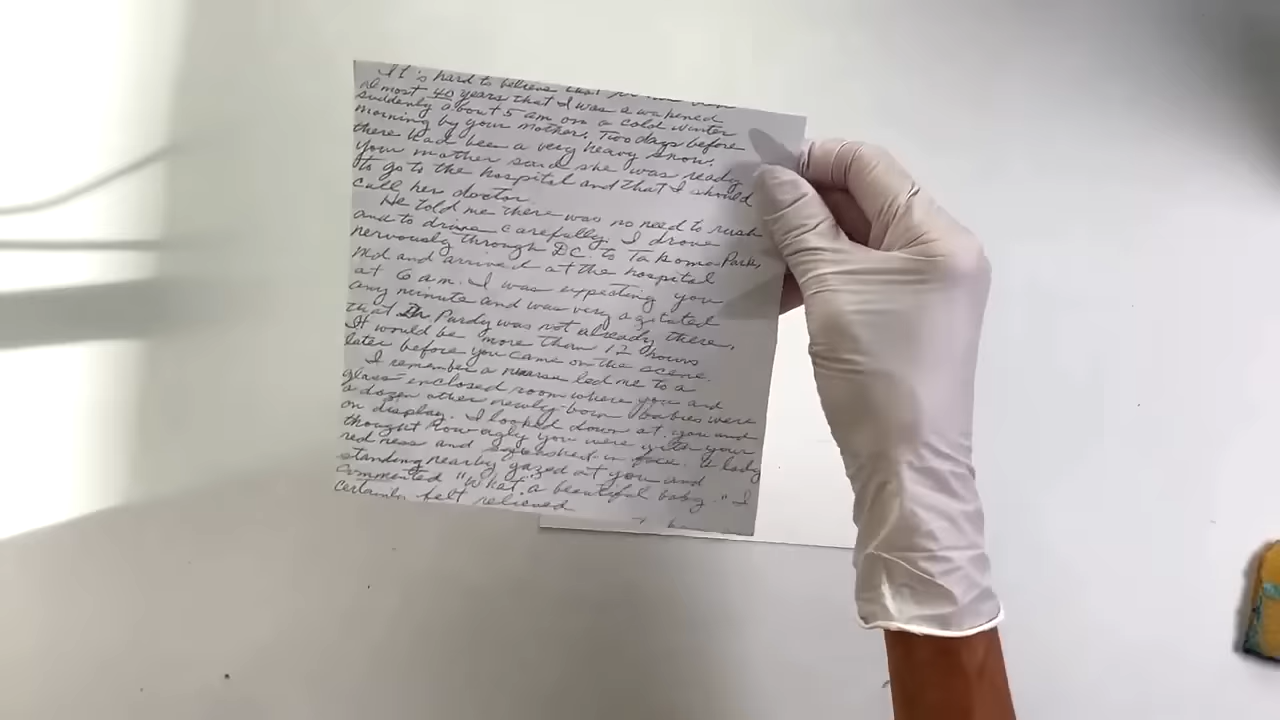 It's hard to believe that
almost 40 years that I was awakened
suddenly about 5 am on a cold winter
morning by your mother. Two days before
there had been a very heavy snow.
Your mother said she was ready
to go to the hospital and that I should
call her doctor.
He told me there was no need to rush
and to drive carefully. I drove
nervously through DC. to Takoma Park,
Md and arrived at the hospital
at 6 am. I was expecting you
any minute and was very agitated
that Dr Purdy was not already there.
It would be more than 12 hours
later before you came on the scene.
I remember a nurse led me to a
glass-enclosed room where you and
a dozen other newly-born babies were
on display. I looked down at you and
thought how ugly you were with your
redness and squashed in face. A lady
standing nearby gazed at you and
commented "What a beautiful baby." I
certainly felt relieved